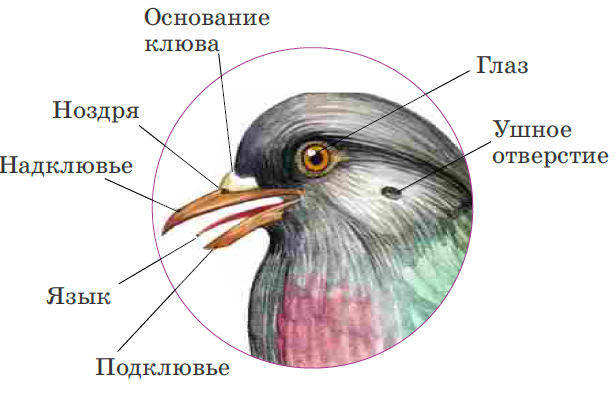 Основание
клюва
Глаз
Ноздря
Ушное
отверстие
Надклювье
Язык
Подклювье